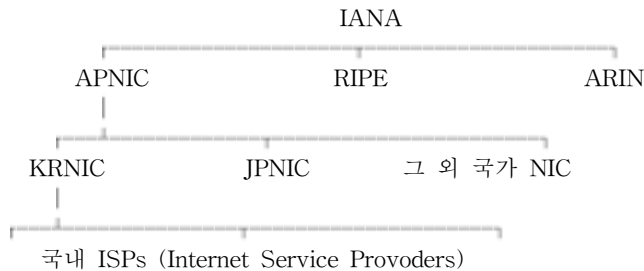 IANA
APNIC RIPE ARIN
KRNIC JPNIC 그 외 국가 NIC
국내 ISPs (Internet Service Provoders)